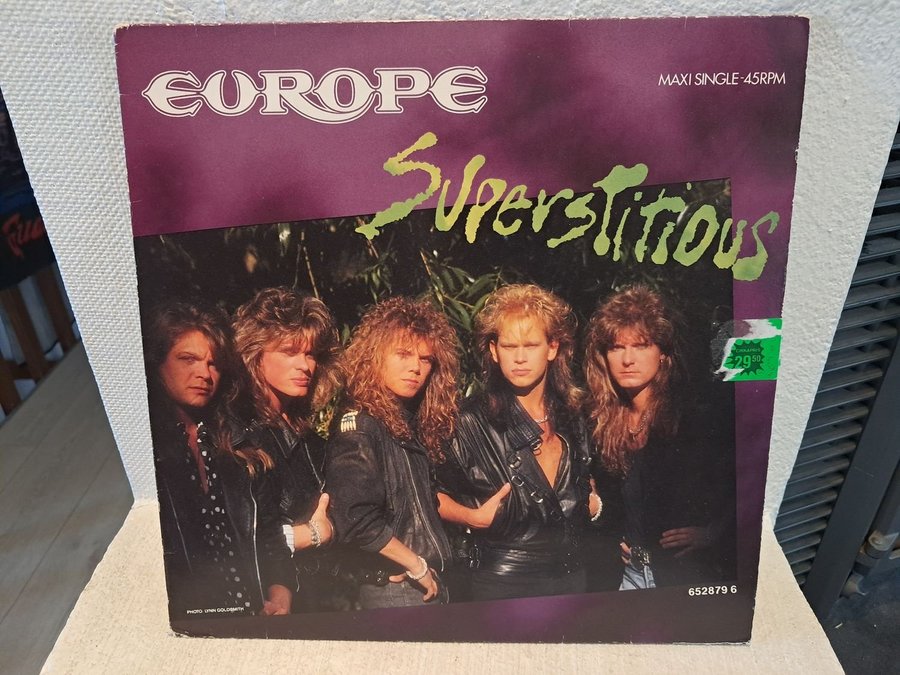 EUROPE
MAXI SINGLE-45RPM
Superstitious
29.50
PHOTO: LYNN GOLDSMITH
652879 6